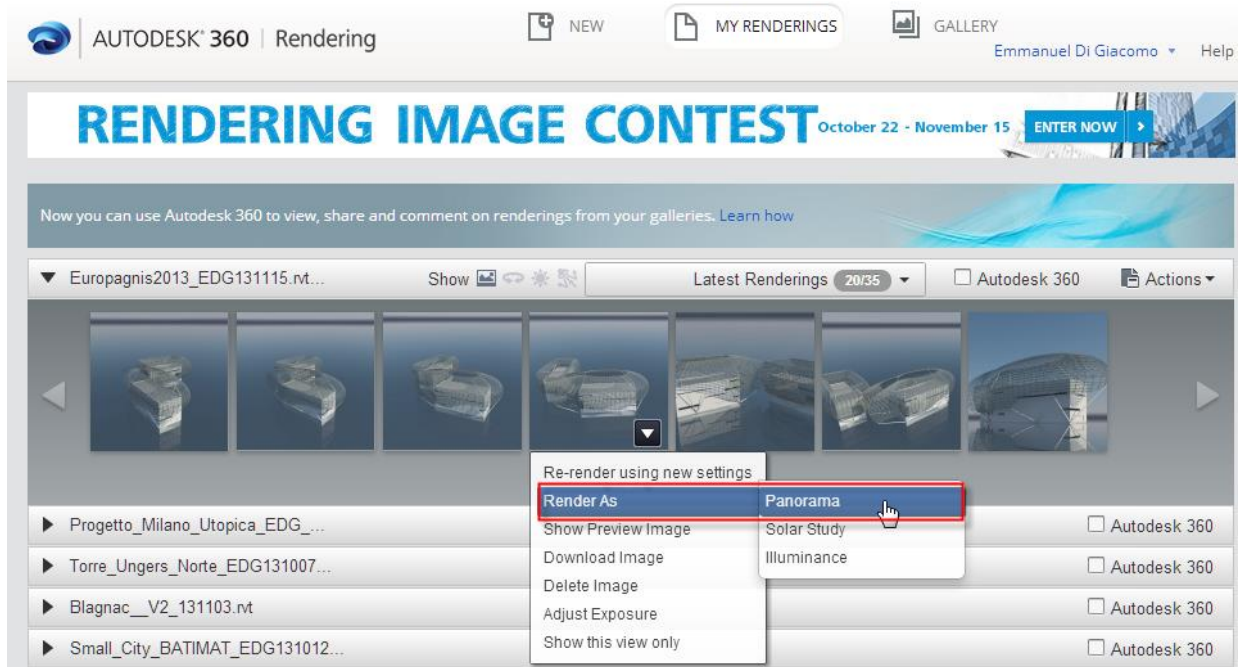 AUTODESK® 360 | Rendering
NEW
MY RENDERINGS
GALLERY
Emmanuel Di Giacomo
Help
RENDERING IMAGE CONTEST October 22 - November 15 ENTER NOW
Now you can use Autodesk 360 to view, share and comment on renderings from your galleries. Learn how
Europagnis2013_EDG131115.rvt... Show Latest Renderings 20/35 Autodesk 360 Actions
Re-render using new settings
Render As Panorama
Show Preview Image Solar Study
Download Image Illuminance
Delete Image
Adjust Exposure
Show this view only
Progetto_Milano_Utopica_EDG_... Autodesk 360
Torre_Ungers_Norte_EDG131007... Autodesk 360
Blagnac__V2_131103.rvt Autodesk 360
Small_City_BATIMAT_EDG131012... Autodesk 360